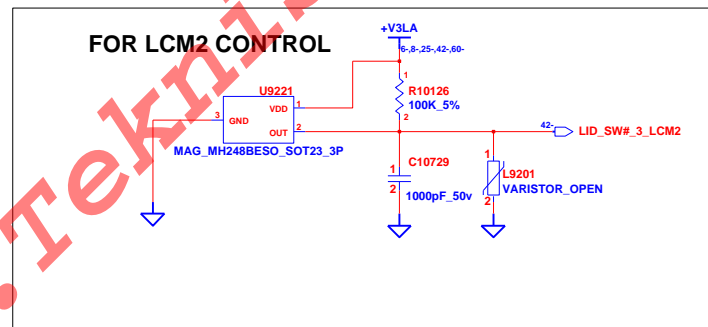 FOR LCM2 CONTROL
+V3LA
6-,8-,25-,42-,60-
U9221
1
R10126
100K_5%
2
VDD
1
3
GND
OUT
2
MAG_MH248BESO_SOT23_3P
42-
LID_SW#_3_LCM2
C10729
1
2
1000pF_50v
1
L9201
VARISTOR_OPEN
2
.Tekni